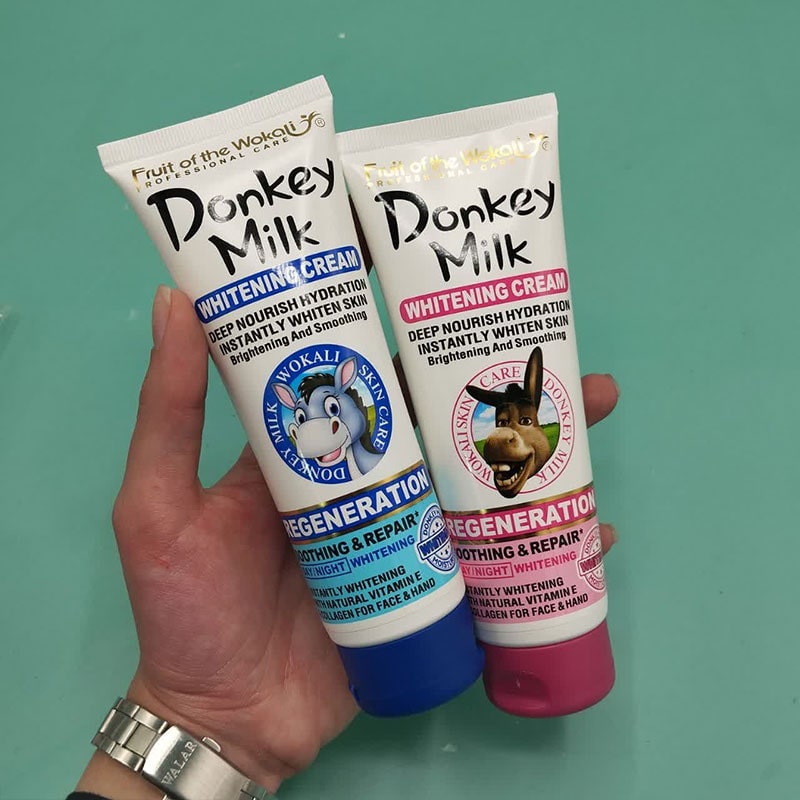 Fruit of the Wokali
®
PROFESSIONAL CARE
Donkey
Milk
WHITENING CREAM
DEEP NOURISH HYDRATION
INSTANTLY WHITEN SKIN
Brightening And Smoothing
WOKALI SKIN CARE
DONKEY MILK
REGENERATION
SOOTHING & REPAIR*
DAY/NIGHT WHITENING
INSTANTLY WHITENING
WITH NATURAL VITAMIN E
COLLAGEN FOR FACE & HAND
Fruit of the Wokali
®
PROFESSIONAL CARE
Donkey
Milk
WHITENING CREAM
DEEP NOURISH HYDRATION
INSTANTLY WHITEN SKIN
Brightening And Smoothing
WOKALI SKIN CARE
DONKEY MILK
REGENERATION
SOOTHING & REPAIR*
DAY/NIGHT WHITENING
INSTANTLY WHITENING
WITH NATURAL VITAMIN E
COLLAGEN FOR FACE & HAND
WALAR